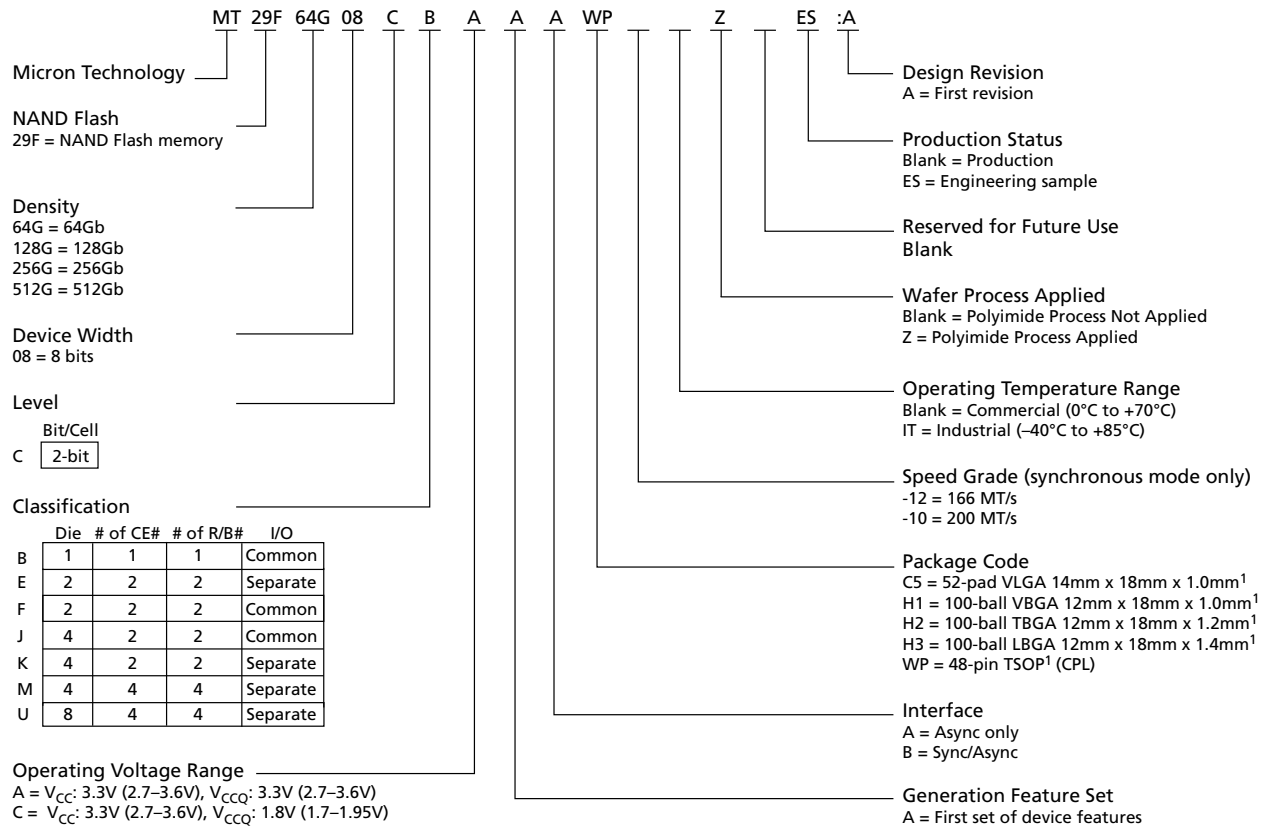 MT 29F 64G 08 C B A A A WP Z ES :A
Micron Technology
NAND Flash
29F = NAND Flash memory
Density
64G = 64Gb
128G = 128Gb
256G = 256Gb
512G = 512Gb
Device Width
08 = 8 bits
Level
Bit/Cell
C 2-bit
Classification
Die # of CE# # of R/B# I/O
B 1 1 1 Common
E 2 2 2 Separate
F 2 2 2 Common
J 4 2 2 Common
K 4 2 2 Separate
M 4 4 4 Separate
U 8 4 4 Separate
Operating Voltage Range
A = VCC: 3.3V (2.7–3.6V), VCCQ: 3.3V (2.7–3.6V)
C = VCC: 3.3V (2.7–3.6V), VCCQ: 1.8V (1.7–1.95V)
Design Revision
A = First revision
Production Status
Blank = Production
ES = Engineering sample
Reserved for Future Use
Blank
Wafer Process Applied
Blank = Polyimide Process Not Applied
Z = Polyimide Process Applied
Operating Temperature Range
Blank = Commercial (0°C to +70°C)
IT = Industrial (–40°C to +85°C)
Speed Grade (synchronous mode only)
-12 = 166 MT/s
-10 = 200 MT/s
Package Code
C5 = 52-pad VLGA 14mm x 18mm x 1.0mm1
H1 = 100-ball VBGA 12mm x 18mm x 1.0mm1
H2 = 100-ball TBGA 12mm x 18mm x 1.2mm1
H3 = 100-ball LBGA 12mm x 18mm x 1.4mm1
WP = 48-pin TSOP1 (CPL)
Interface
A = Async only
B = Sync/Async
Generation Feature Set
A = First set of device features